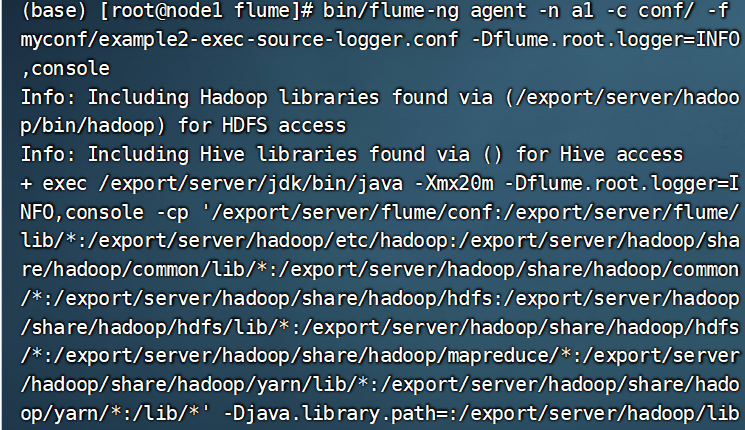 (base) [root@node1 flume]# bin/flume-ng agent -n a1 -c conf/ -f
myconf/example2-exec-source-logger.conf -Dflume.root.logger=INFO
,console
Info: Including Hadoop libraries found via (/export/server/hadoo
p/bin/hadoop) for HDFS access
Info: Including Hive libraries found via () for Hive access
+ exec /export/server/jdk/bin/java -Xmx20m -Dflume.root.logger=I
NFO,console -cp '/export/server/flume/conf:/export/server/flume/
lib/*:/export/server/hadoop/etc/hadoop:/export/server/hadoop/sha
re/hadoop/common/lib/*:/export/server/hadoop/share/hadoop/common
/*:/export/server/hadoop/share/hadoop/hdfs:/export/server/hadoop
/share/hadoop/hdfs/lib/*:/export/server/hadoop/share/hadoop/hdfs
/*:/export/server/hadoop/share/hadoop/mapreduce/*:/export/server
/hadoop/share/hadoop/yarn/lib/*:/export/server/hadoop/share/hado
op/yarn/*:/lib/*' -Djava.library.path=:/export/server/hadoop/lib